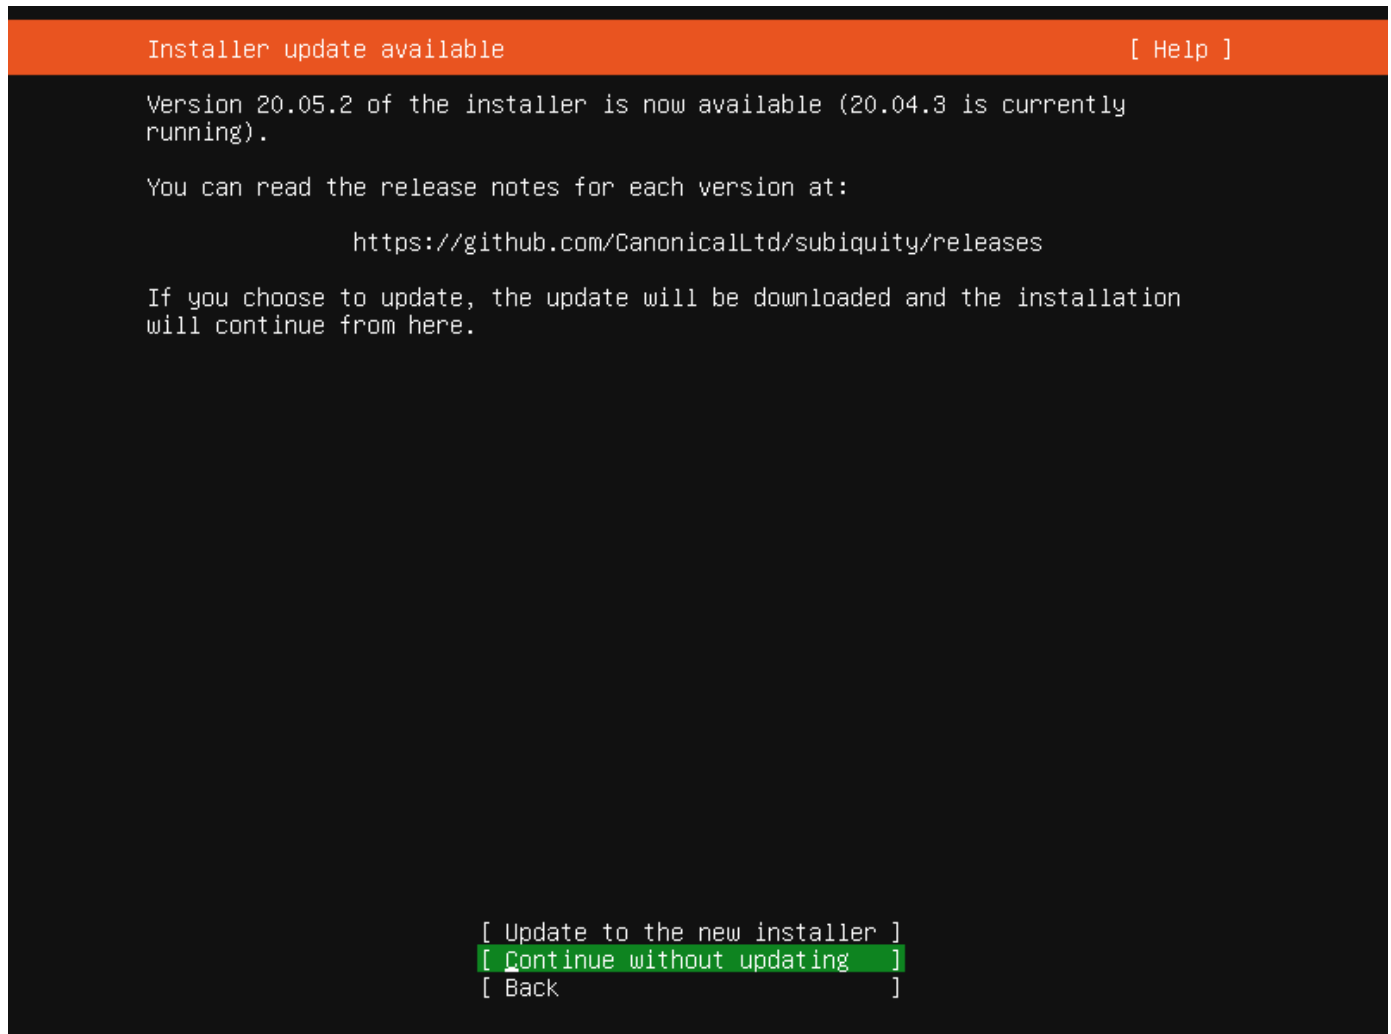 Installer update available [ Help ]
Version 20.05.2 of the installer is now available (20.04.3 is currently
running).
You can read the release notes for each version at:
https://github.com/CanonicalLtd/subiquity/releases
If you choose to update, the update will be downloaded and the installation
will continue from here.
[ Update to the new installer ]
[ Continue without updating ]
[ Back ]